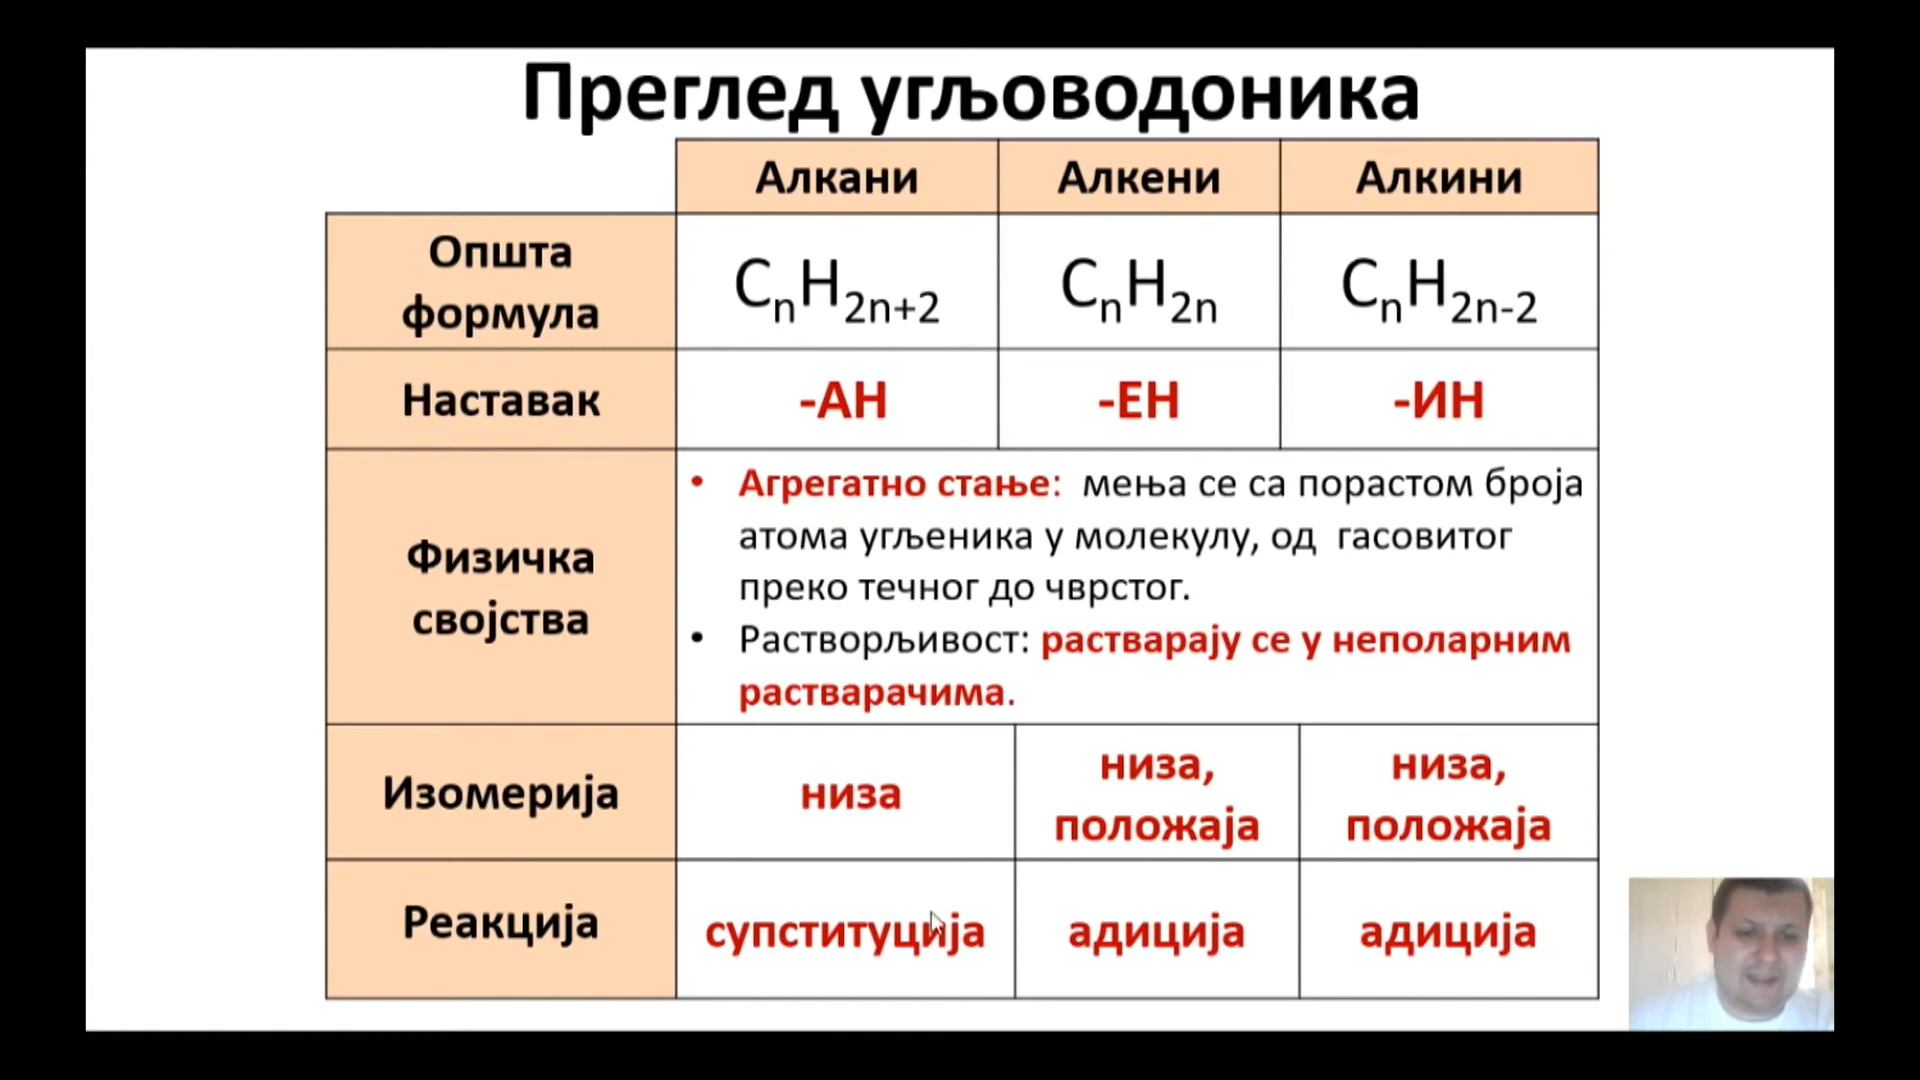 Преглед угљоводоника
Алкани Алкени Алкини
Општа
формула
CnH2n+2 CnH2n CnH2n-2
Наставак -АН -ЕН -ИН
Физичка
својства
• Агрегатно стање: мења се са порастом броја
атома угљеника у молекулу, од гасовитог
преко течног до чврстог.
• Растворљивост: растварају се у неполарним
растварачима.
Изомерија
низа
низа,
положаја
низа,
положаја
Реакција супституција адиција адиција